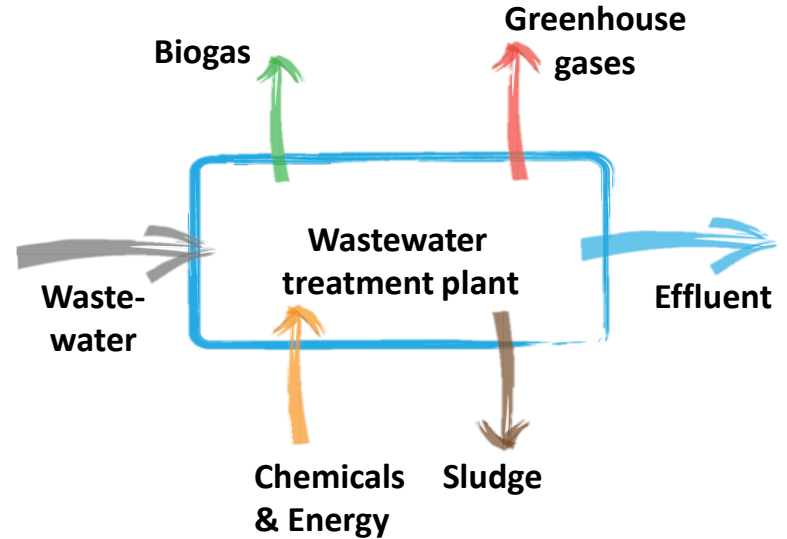 Biogas
Greenhouse
gases
Wastewater
treatment plant
Waste-
water
Effluent
Chemicals
& Energy
Sludge